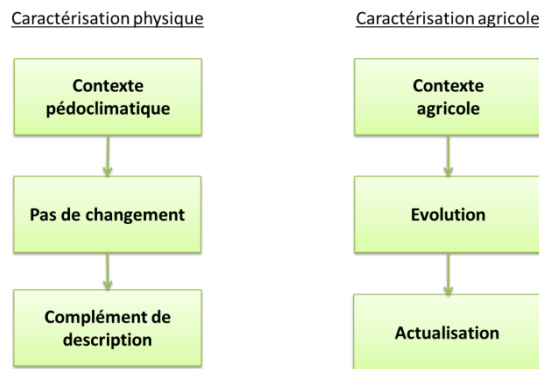 Caractérisation physique
Contexte
pédoclimatique
Pas de changement
Complément de
description
Caractérisation agricole
Contexte
agricole
Evolution
Actualisation